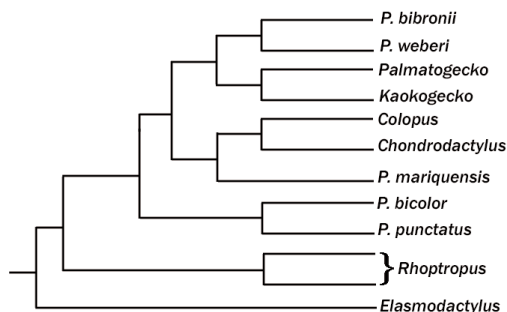 P. bibronii
P. weberi
Palmatogecko
Kaokogecko
Colopus
Chondrodactylus
P. mariquensis
P. bicolor
P. punctatus
} Rhoptropus
Elasmodactylus